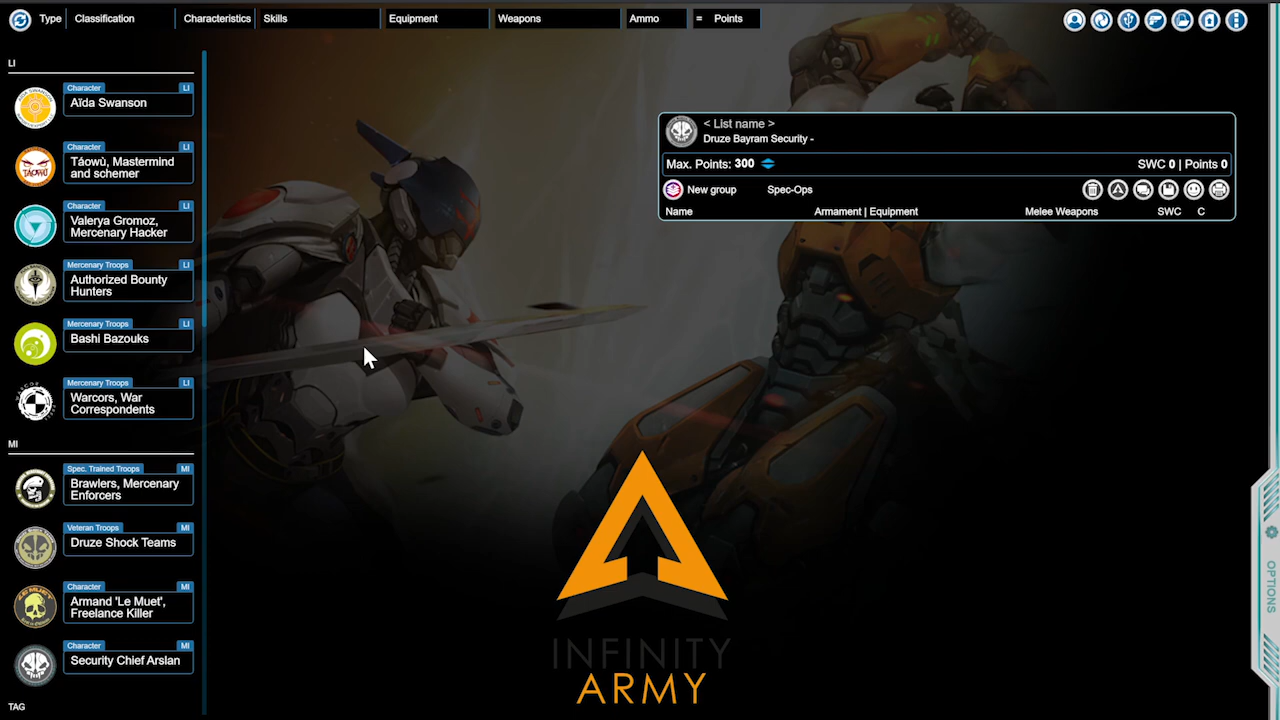 Type Classification Characteristics Skills Equipment Weapons Ammo = Points
LI
Character LI
Aïda Swanson
Character LI
Táowù, Mastermind
and schemer
Character LI
Valerya Gromoz,
Mercenary Hacker
Mercenary Troops LI
Authorized Bounty
Hunters
Mercenary Troops LI
Bashi Bazouks
Mercenary Troops LI
Warcors, War
Correspondents
MI
Spec. Trained Troops MI
Brawlers, Mercenary
Enforcers
Veteran Troops MI
Druze Shock Teams
Character MI
Armand 'Le Muet',
Freelance Killer
Character MI
Security Chief Arslan
TAG
< List name >
Druze Bayram Security -
Max. Points: 300 SWC 0 | Points 0
New group Spec-Ops
Name Armament | Equipment Melee Weapons SWC C
INFINITY
ARMY
OPTIONS